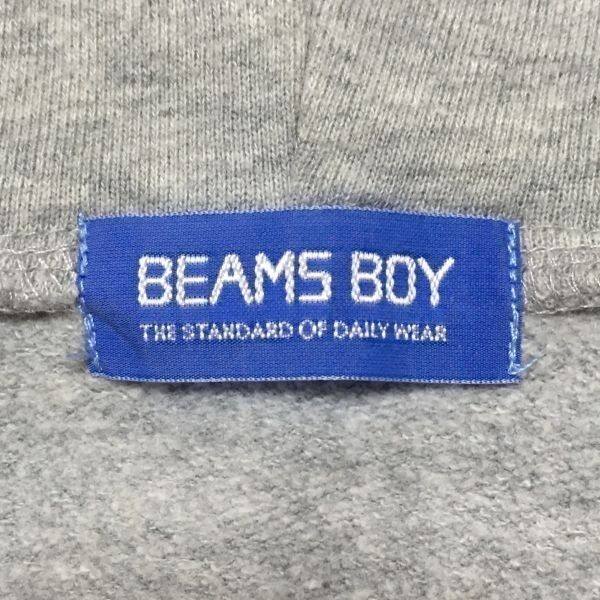 BEAMS BOY
THE STANDARD OF DAILY WEAR